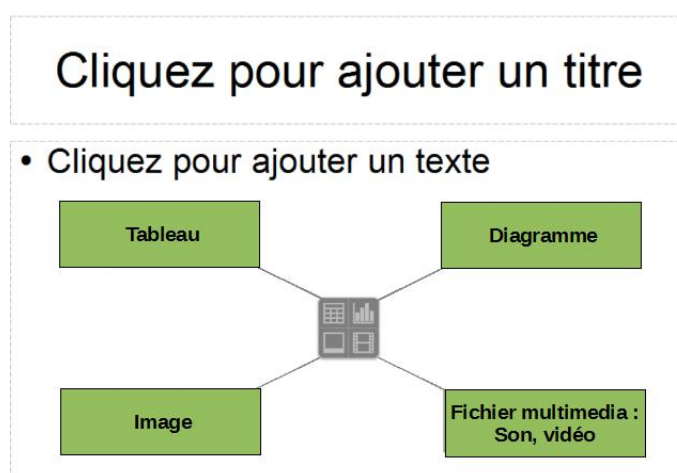 Cliquez pour ajouter un titre
• Cliquez pour ajouter un texte
Tableau
Diagramme
Image
Fichier multimedia :
Son, vidéo